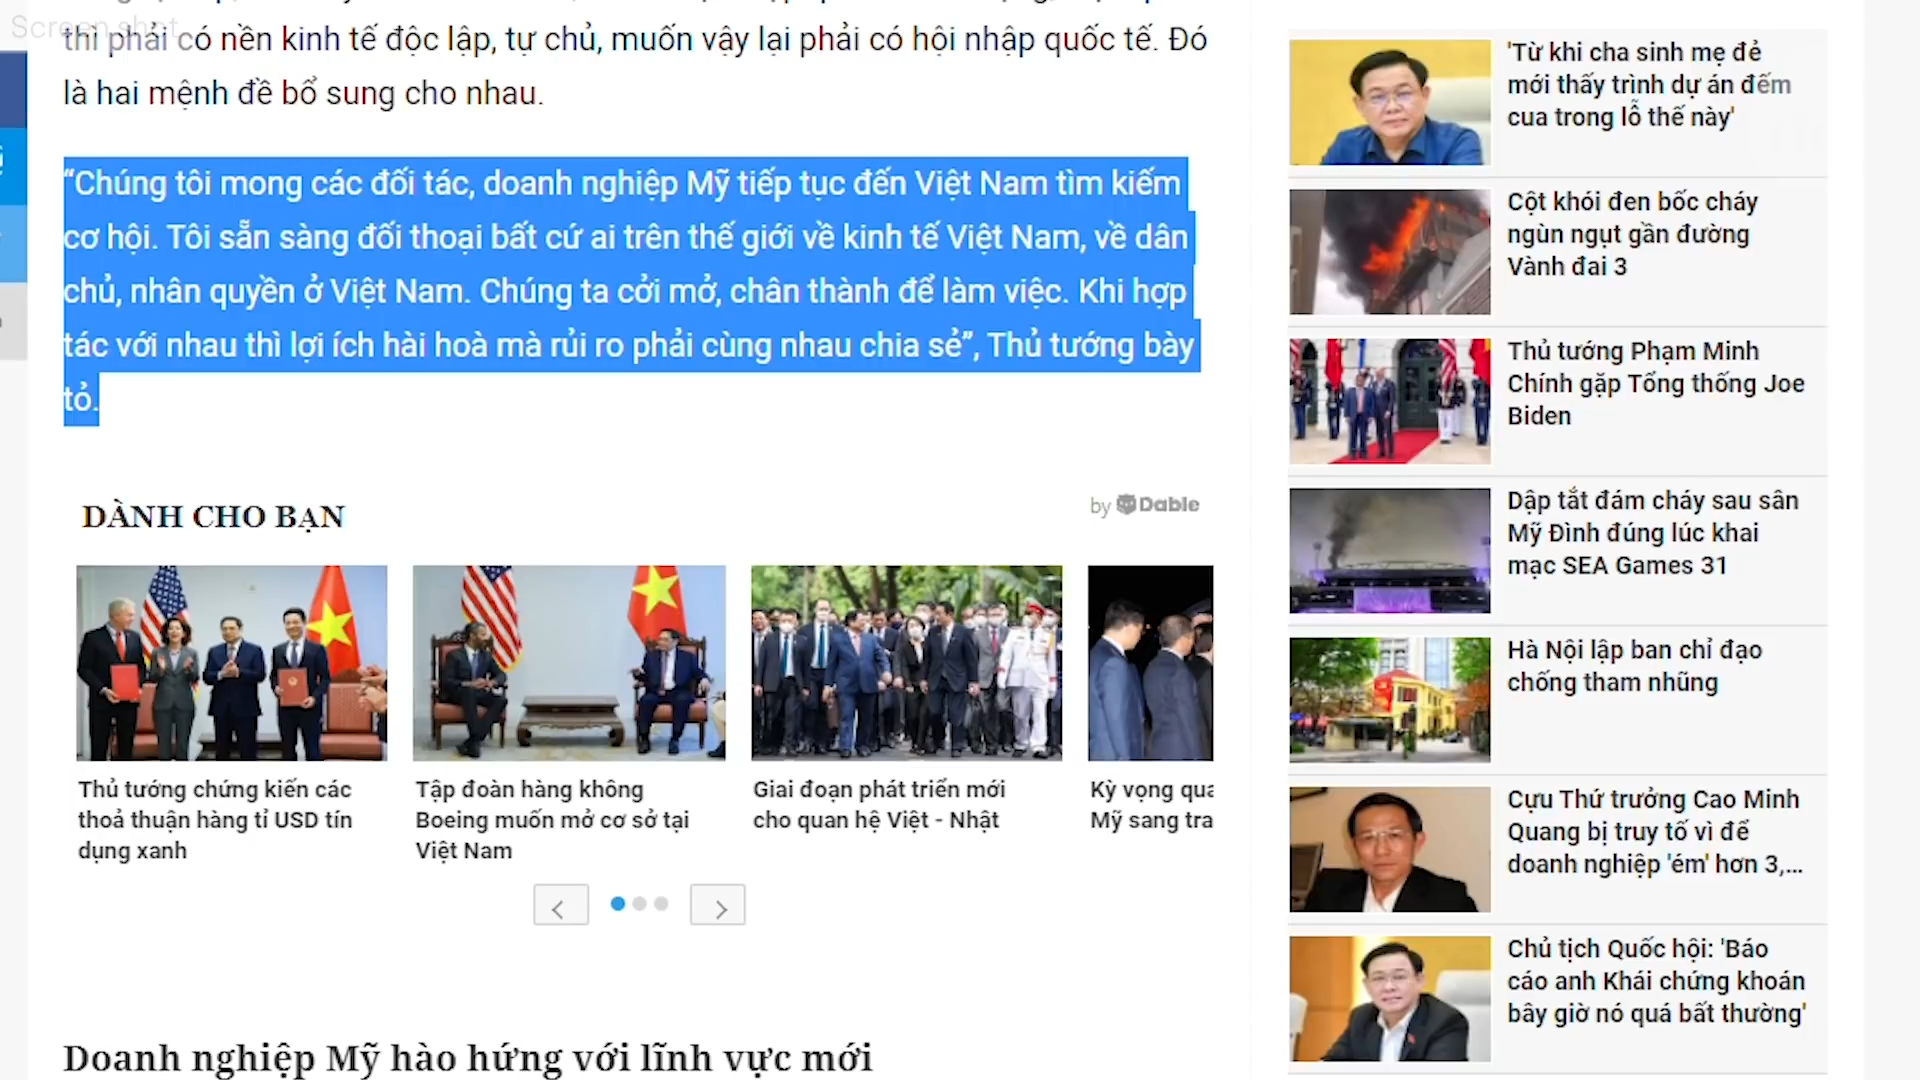 Screen shot
thì phải có nền kinh tế độc lập, tự chủ, muốn vậy lại phải có hội nhập quốc tế. Đó
là hai mệnh đề bổ sung cho nhau.
“Chúng tôi mong các đối tác, doanh nghiệp Mỹ tiếp tục đến Việt Nam tìm kiếm
cơ hội. Tôi sẵn sàng đối thoại bất cứ ai trên thế giới về kinh tế Việt Nam, về dân
chủ, nhân quyền ở Việt Nam. Chúng ta cởi mở, chân thành để làm việc. Khi hợp
tác với nhau thì lợi ích hài hoà mà rủi ro phải cùng nhau chia sẻ”, Thủ tướng bày
tỏ.
DÀNH CHO BẠN
by Dable
Thủ tướng chứng kiến các
thoả thuận hàng tỉ USD tín
dụng xanh
Tập đoàn hàng không
Boeing muốn mở cơ sở tại
Việt Nam
Giai đoạn phát triển mới
cho quan hệ Việt - Nhật
Kỳ vọng qua
Mỹ sang tra
Doanh nghiệp Mỹ hào hứng với lĩnh vực mới
'Từ khi cha sinh mẹ đẻ
mới thấy trình dự án đếm
cua trong lỗ thế này'
Cột khói đen bốc cháy
ngùn ngụt gần đường
Vành đai 3
Thủ tướng Phạm Minh
Chính gặp Tổng thống Joe
Biden
Dập tắt đám cháy sau sân
Mỹ Đình đúng lúc khai
mạc SEA Games 31
Hà Nội lập ban chỉ đạo
chống tham nhũng
Cựu Thứ trưởng Cao Minh
Quang bị truy tố vì để
doanh nghiệp 'ém' hơn 3,...
Chủ tịch Quốc hội: 'Báo
cáo anh Khái chứng khoán
bây giờ nó quá bất thường'